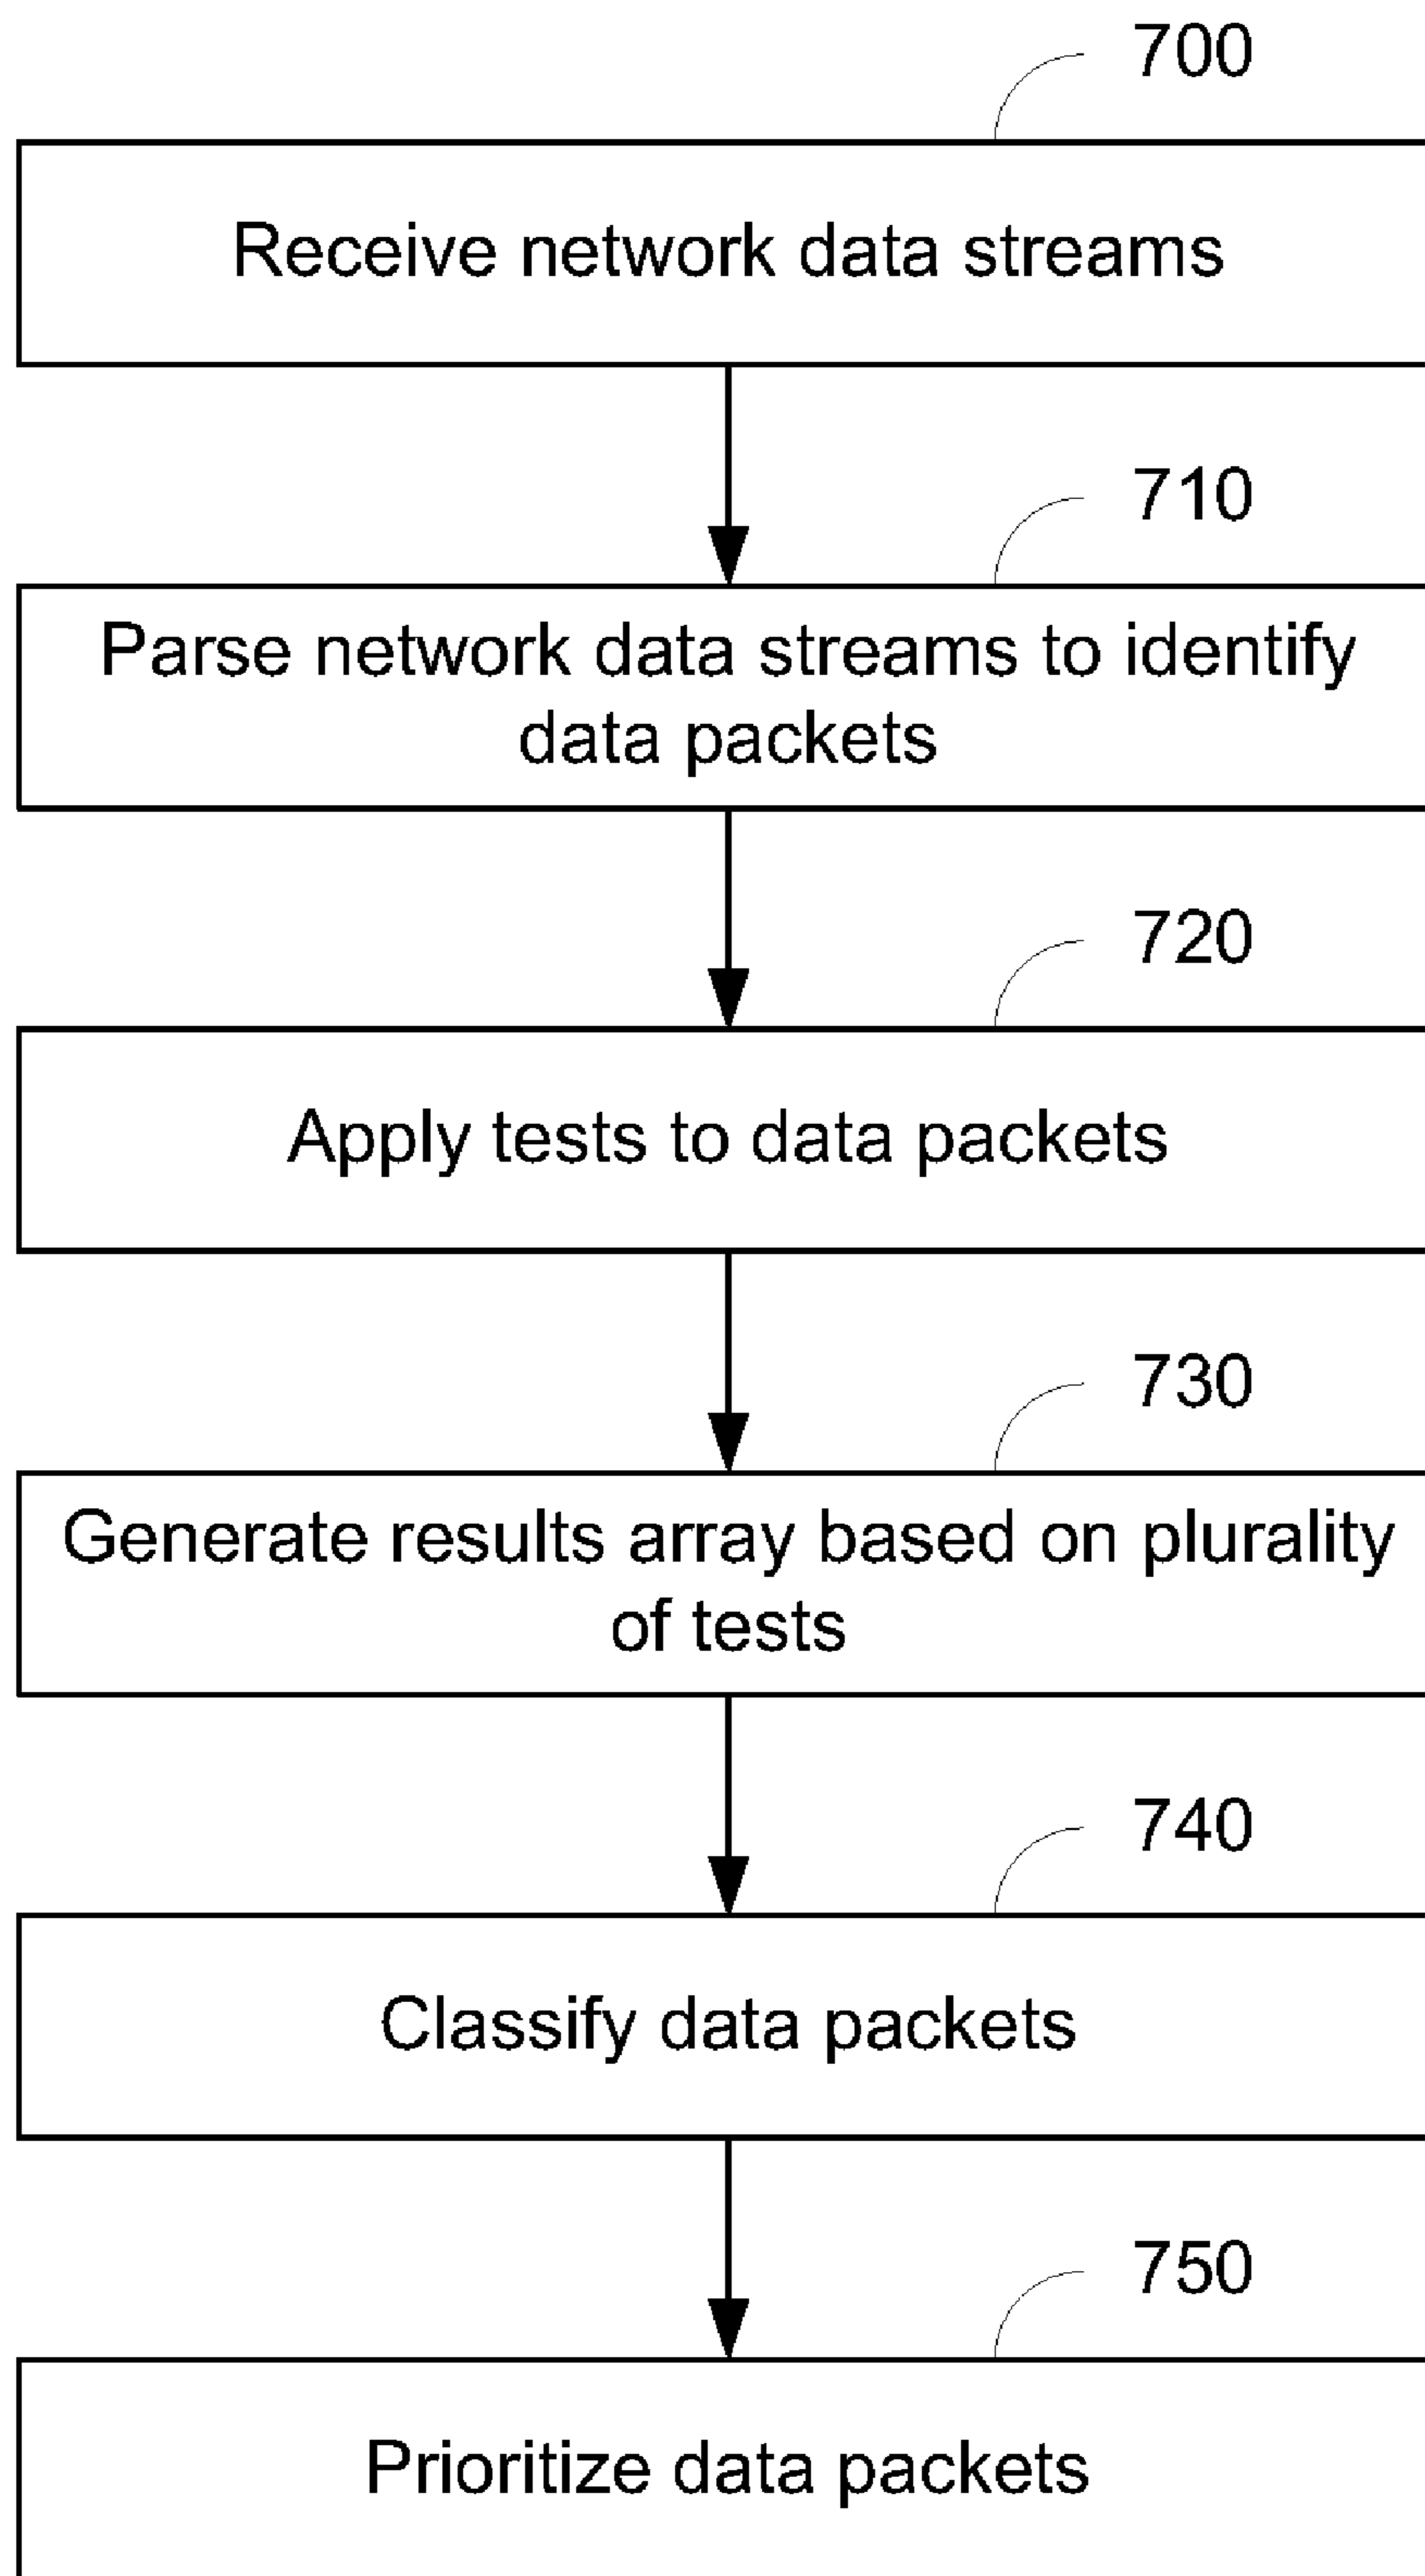 700
Receive network data streams
710
Parse network data streams to identify
data packets
720
Apply tests to data packets
730
Generate results array based on plurality
of tests
740
Classify data packets
750
Prioritize data packets